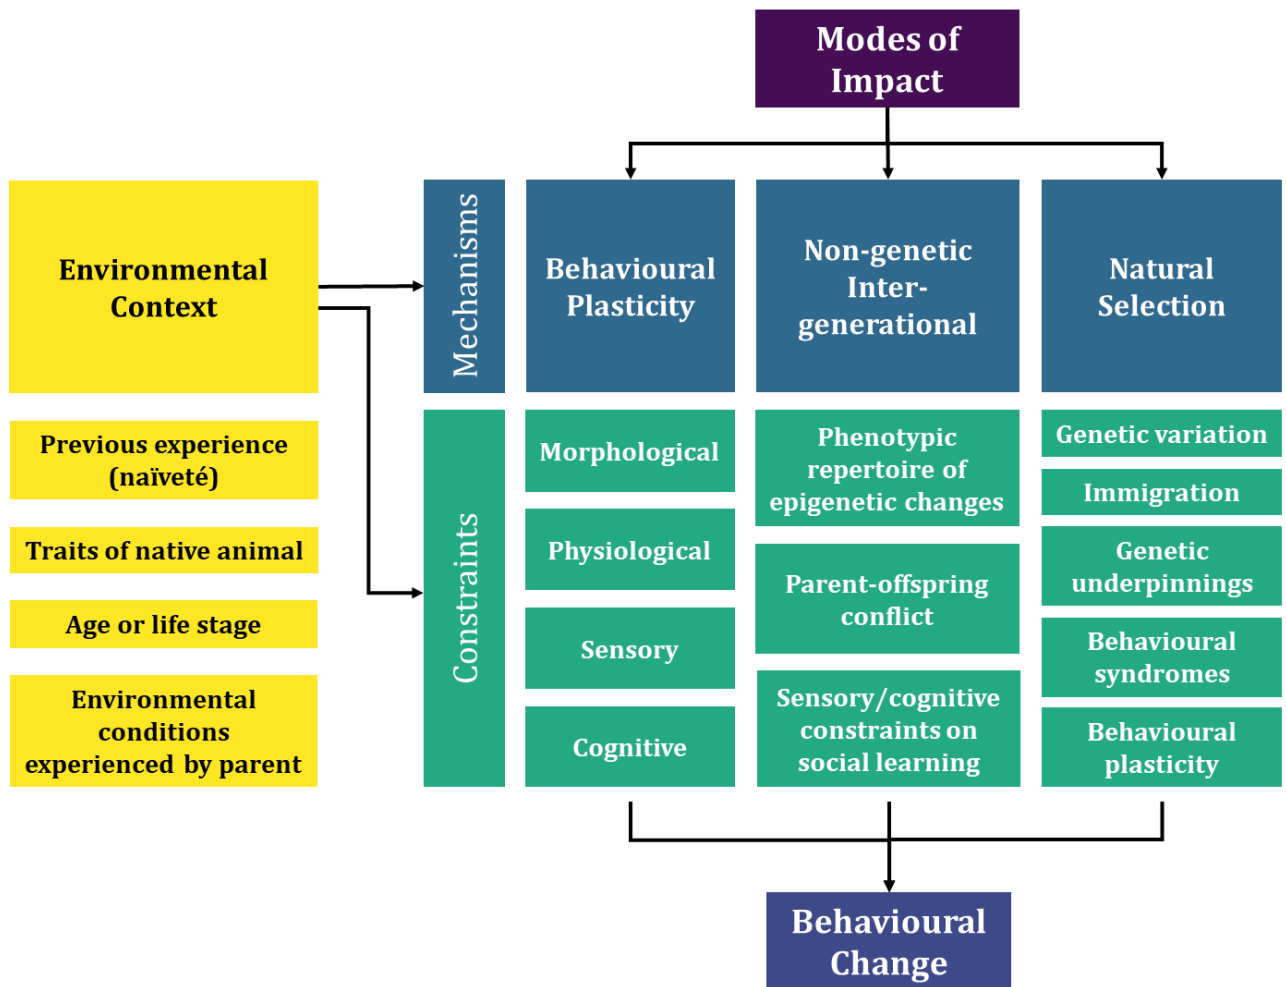 Modes of
Impact
Environmental
Context
Previous experience
(naïveté)
Traits of native animal
Age or life stage
Environmental
conditions
experienced by parent
Mechanisms
Constraints
Behavioural
Plasticity
Morphological
Physiological
Sensory
Cognitive
Non-genetic
Inter-
generational
Phenotypic
repertoire of
epigenetic changes
Parent-offspring
conflict
Sensory/cognitive
constraints on
social learning
Natural
Selection
Genetic variation
Immigration
Genetic
underpinnings
Behavioural
syndromes
Behavioural
plasticity
Behavioural
Change